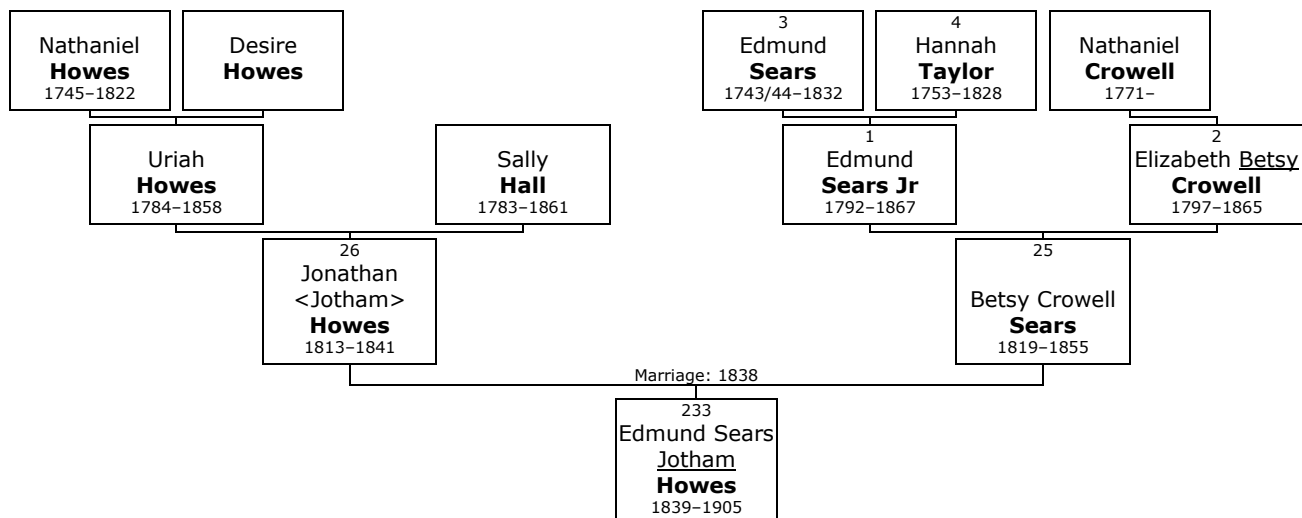 Nathaniel
Howes
1745–1822
Desire
Howes
3
Edmund
Sears
1743/44–1832
4
Hannah
Taylor
1753–1828
Nathaniel
Crowell
1771–
Uriah
Howes
1784–1858
Sally
Hall
1783–1861
1
Edmund
Sears Jr
1792–1867
2
Elizabeth Betsy
Crowell
1797–1865
26
Jonathan
<Jotham>
Howes
1813–1841
25
Betsy Crowell
Sears
1819–1855
Marriage: 1838
233
Edmund Sears
Jotham
Howes
1839–1905